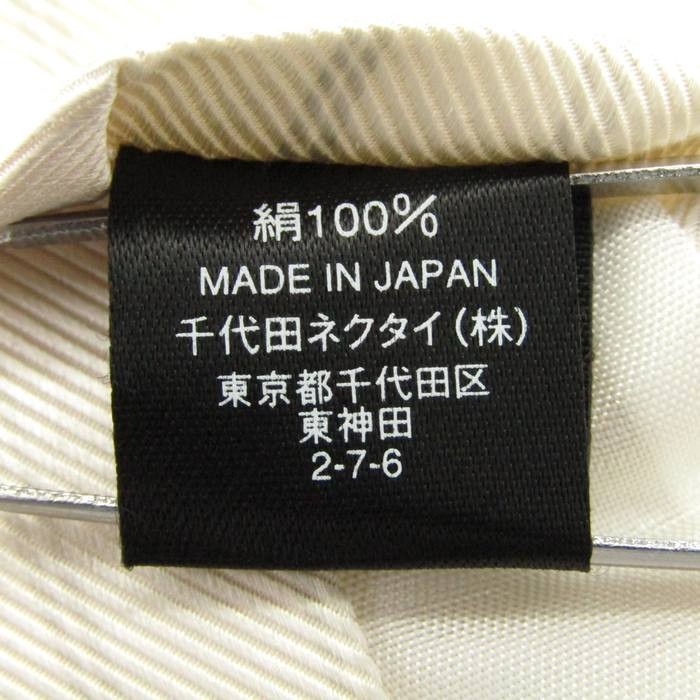 絹100%
MADE IN JAPAN
千代田ネクタイ(株)
東京都千代田区
東神田
2-7-6